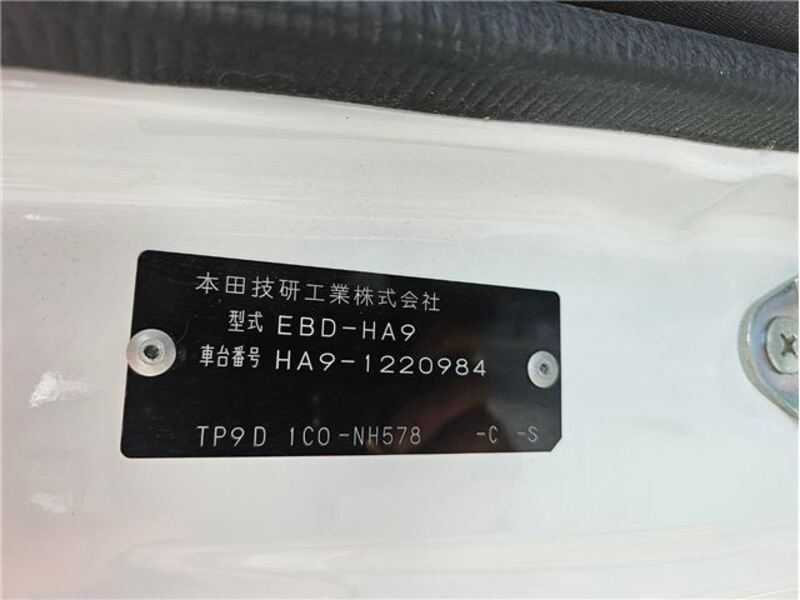 本田技研工業株式会社
型式 EBD-HA9
車台番号 HA9-1220984
TP9D 1C0-NH578 -C -S